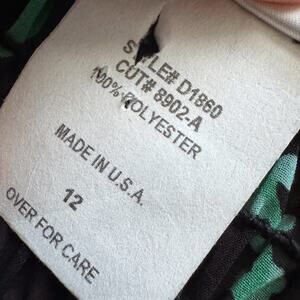 STYLE# D1860
CUT# 8902-A
100% POLYESTER
MADE IN U.S.A.
12
OVER FOR CARE